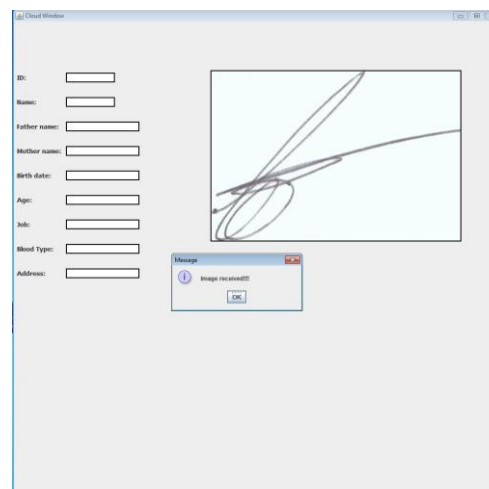 Cloud Window
ID:
Name:
Father name:
Mother name:
Birth date:
Age:
Job:
Blood Type:
Address:
Message
Image received!!!
OK